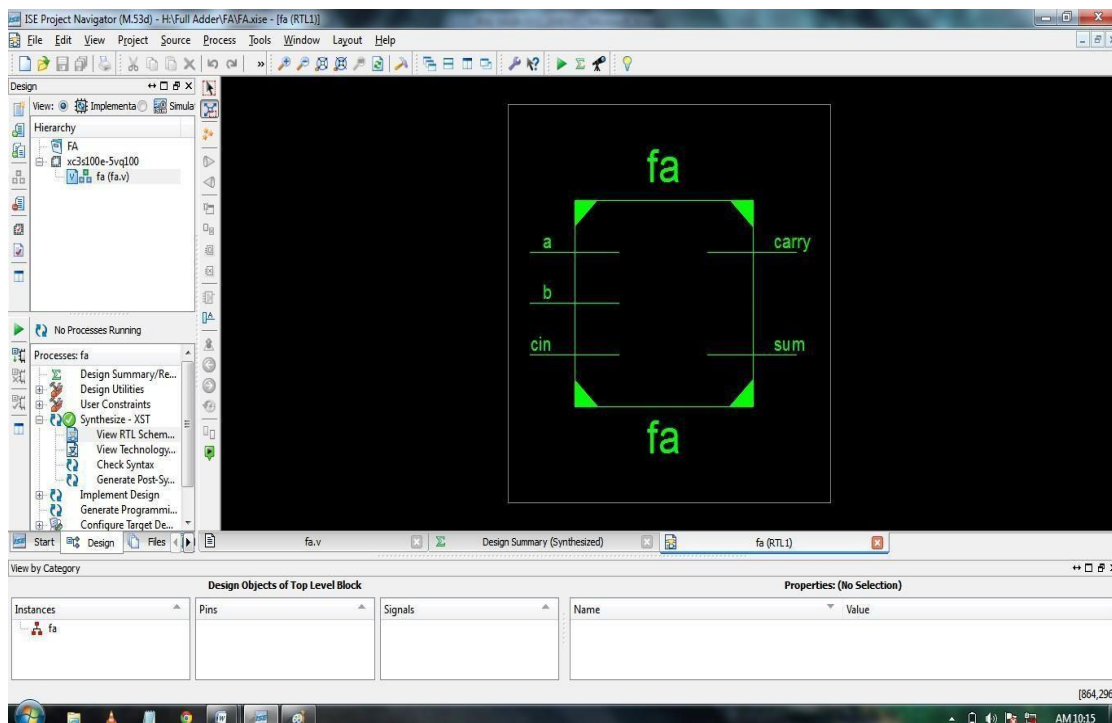 ISE Project Navigator (M.53d) - H:\Full Adder\FA\FA.xise - [fa (RTL1)]
File Edit View Project Source Process Tools Window Layout Help
Design
View: Implementa Simula
Hierarchy
FA
xc3s100e-5vq100
fa (fa.v)
No Processes Running
Processes: fa
Design Summary/Re...
Design Utilities
User Constraints
Synthesize - XST
View RTL Schem...
View Technology...
Check Syntax
Generate Post-Sy...
Implement Design
Generate Programmi...
Configure Target De...
fa
a
carry
b
cin
sum
fa
Start Design Files
fa.v
Design Summary (Synthesized)
fa (RTL1)
View by Category
Design Objects of Top Level Block
Properties: (No Selection)
Instances
Pins
Signals
Name
Value
fa
[864,296
AM 10:15